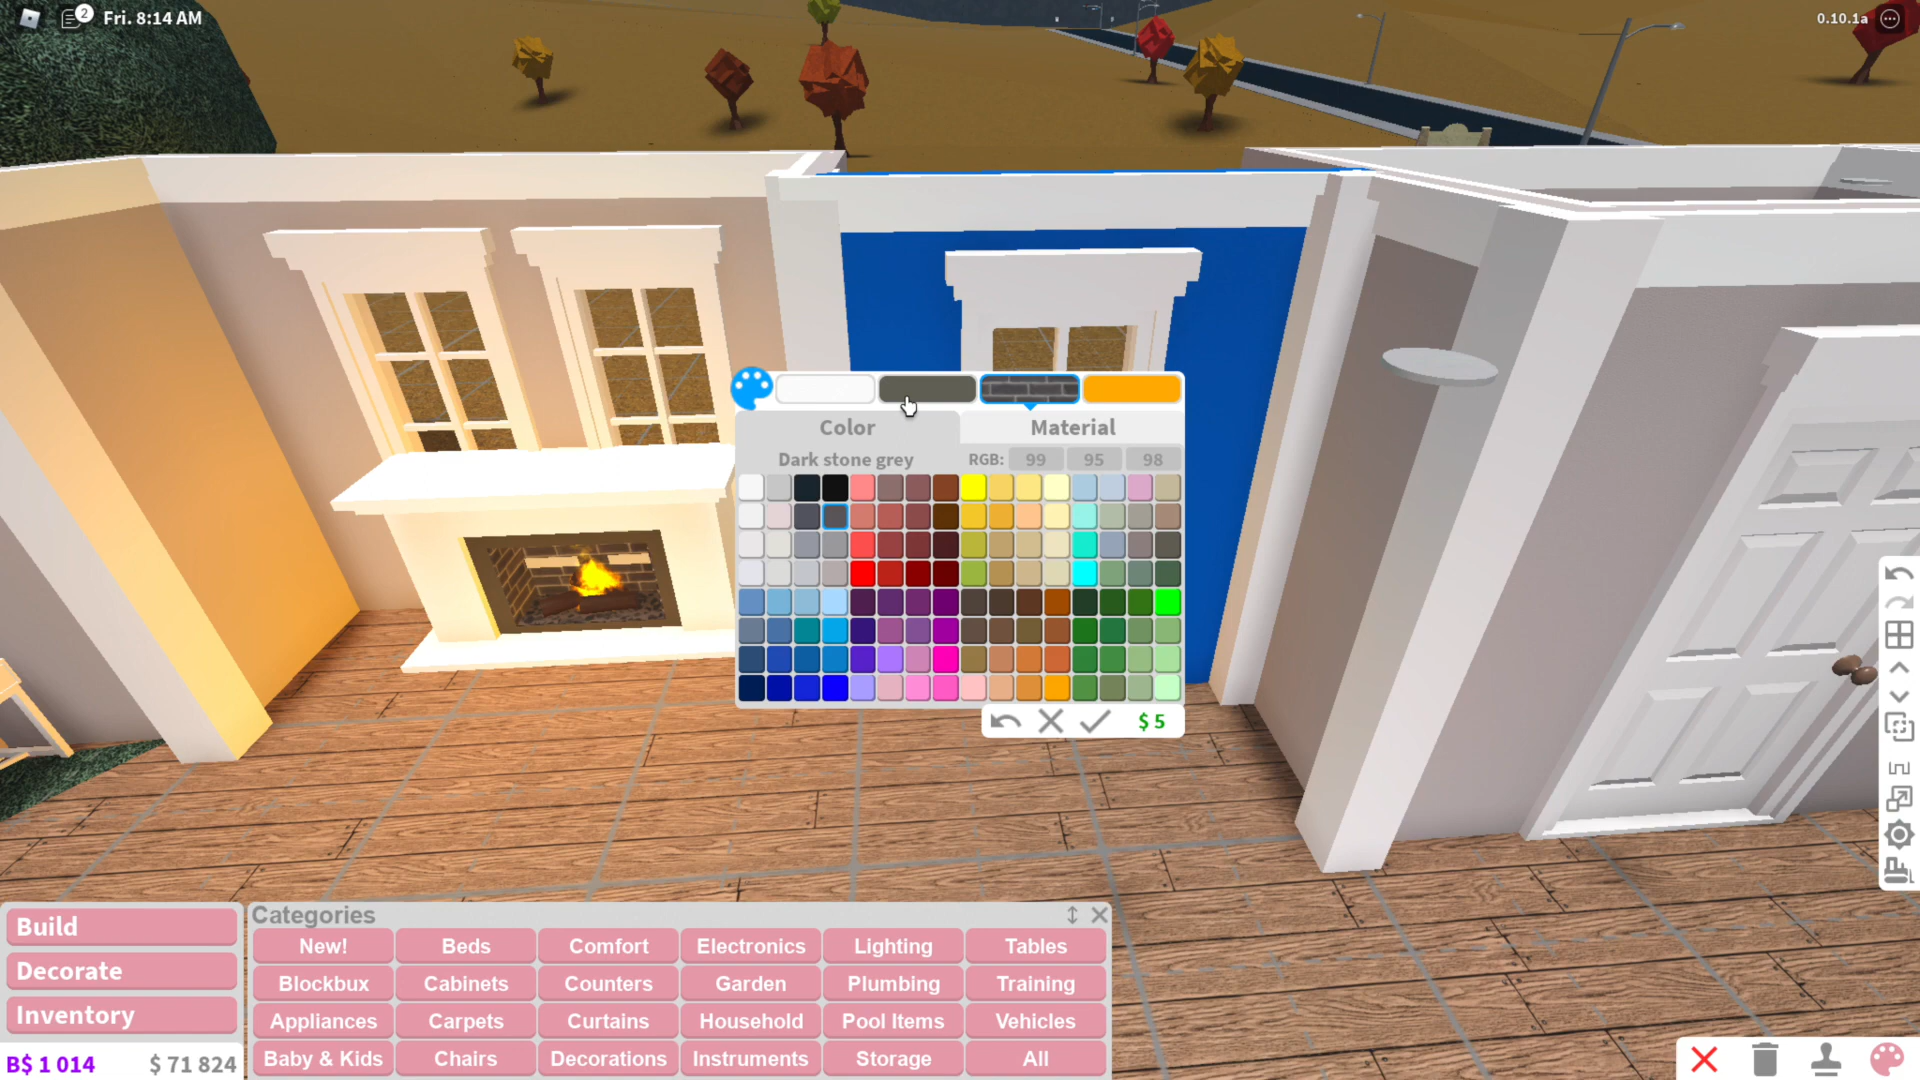 2 Fri. 8:14 AM
0.10.1a
Color Material
Dark stone grey RGB: 99 95 98
$ 5
Build
Decorate
Inventory
B$ 1 014 $ 71 824
Categories
New! Beds Comfort Electronics Lighting Tables
Blockbux Cabinets Counters Garden Plumbing Training
Appliances Carpets Curtains Household Pool Items Vehicles
Baby & Kids Chairs Decorations Instruments Storage All